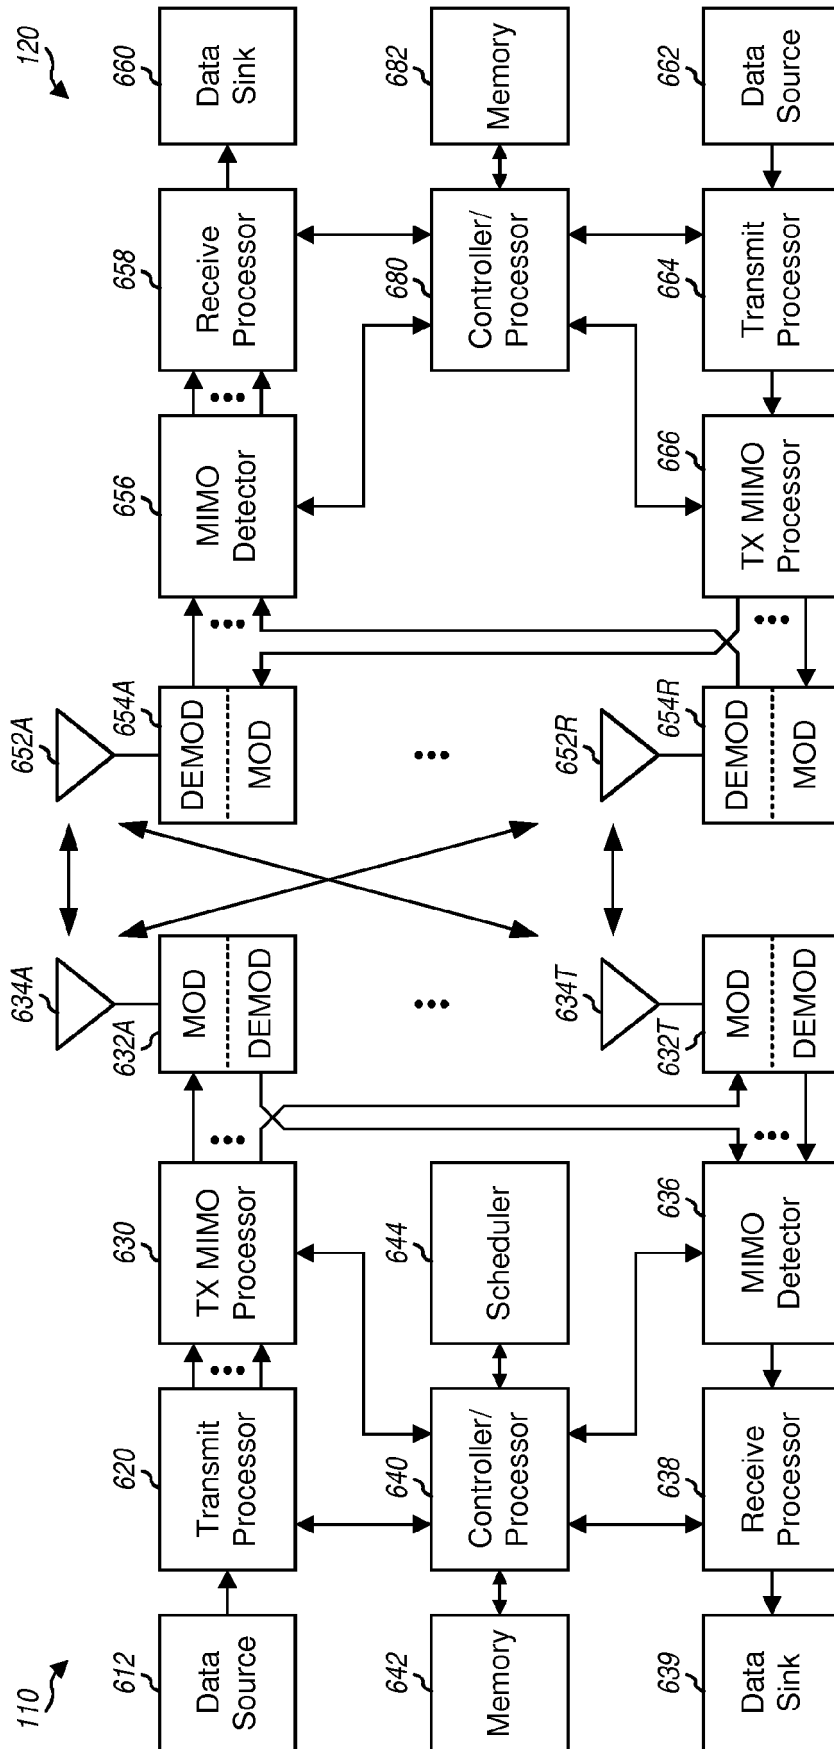 110
120
612
Data
Source
620
Transmit
Processor
•••
630
TX MIMO
Processor
•••
632A
MOD
DEMOD
634A
652A
654A
DEMOD
MOD
•••
656
MIMO
Detector
•••
658
Receive
Processor
660
Data
Sink
642
Memory
640
Controller/
Processor
644
Scheduler
•••
•••
680
Controller/
Processor
682
Memory
639
Data
Sink
638
Receive
Processor
636
MIMO
Detector
•••
632T
MOD
DEMOD
634T
652R
654R
DEMOD
MOD
•••
666
TX MIMO
Processor
664
Transmit
Processor
662
Data
Source